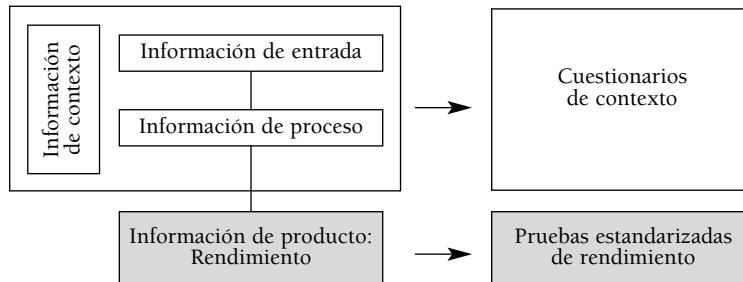 Información
de contexto
Información de entrada
Información de proceso
Cuestionarios
de contexto
Información de producto:
Rendimiento
Pruebas estandarizadas
de rendimiento